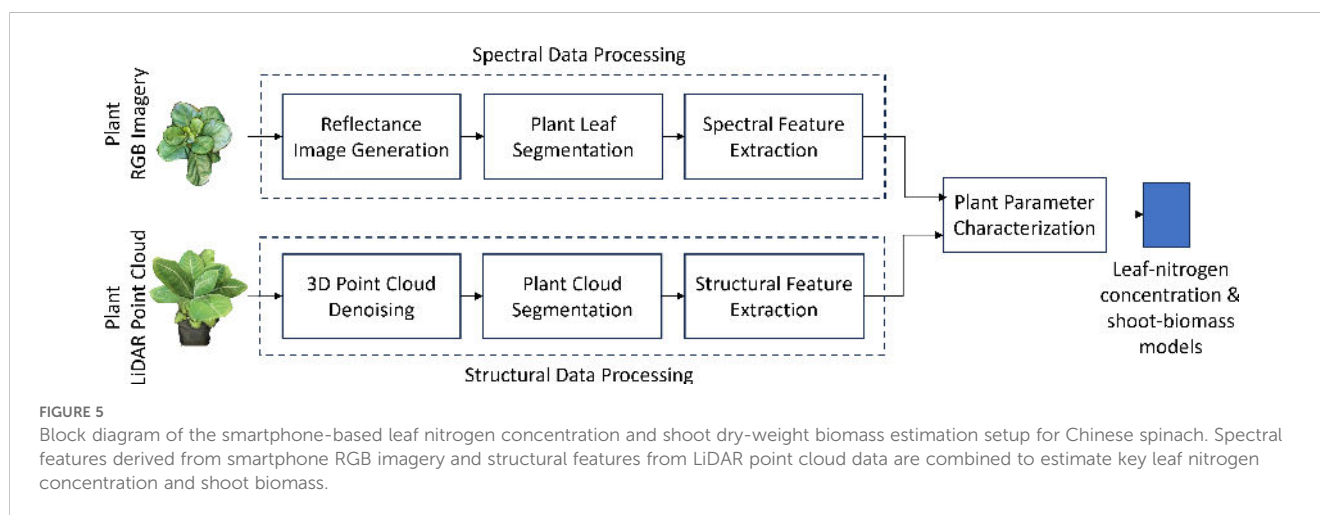 Spectral Data Processing
Plant
RGB Imagery
Reflectance
Image Generation
Plant Leaf
Segmentation
Spectral Feature
Extraction
Plant Parameter
Characterization
Plant
LiDAR Point Cloud
3D Point Cloud
Denoising
Plant Cloud
Segmentation
Structural Feature
Extraction
Structural Data Processing
Leaf-nitrogen
concentration &
shoot-biomass
models
FIGURE 5
Block diagram of the smartphone-based leaf nitrogen concentration and shoot dry-weight biomass estimation setup for Chinese spinach. Spectral
features derived from smartphone RGB imagery and structural features from LiDAR point cloud data are combined to estimate key leaf nitrogen
concentration and shoot biomass.